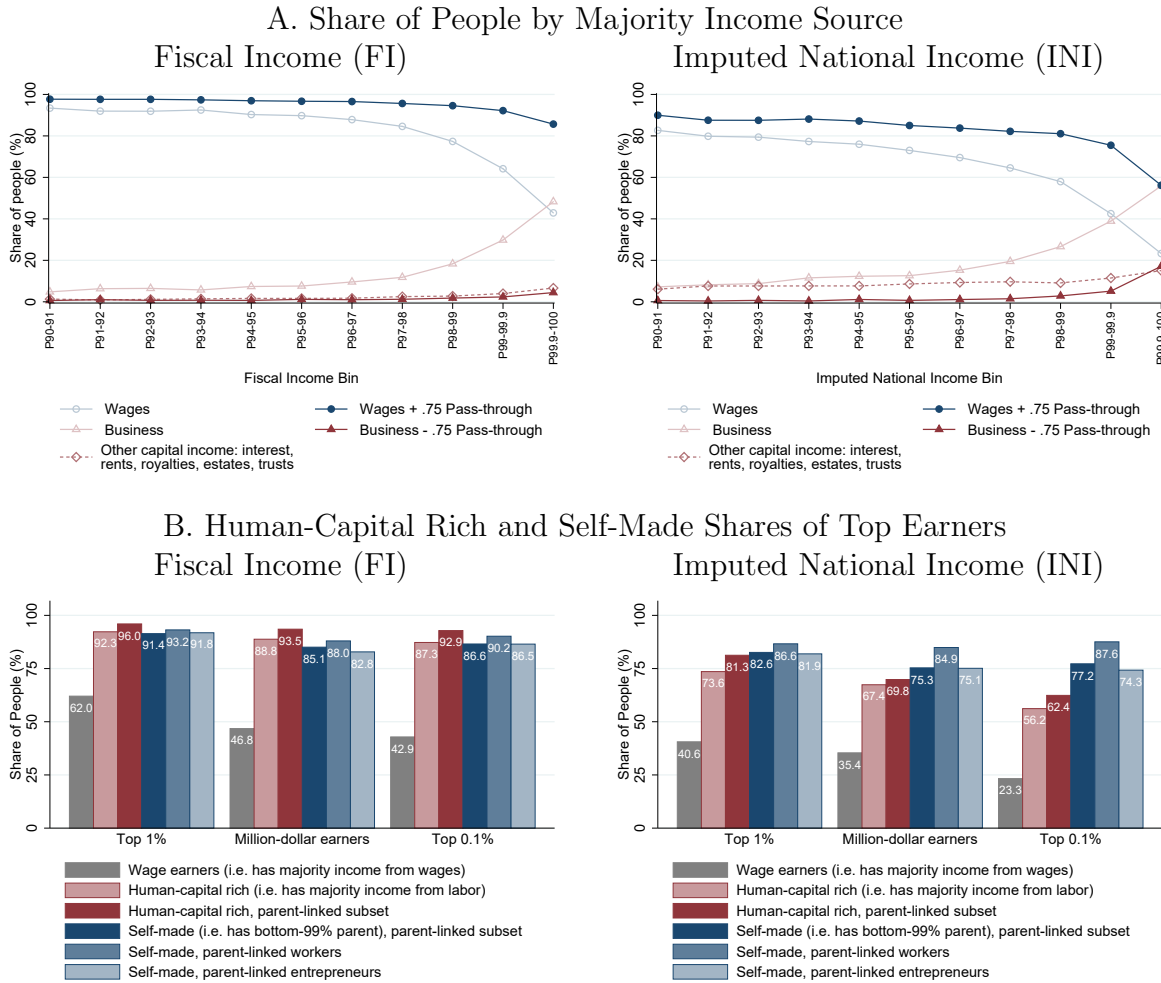 A. Share of People by Majority Income Source
Fiscal Income (FI)
Imputed National Income (INI)
Share of people (%)
100
80
60
40
20
0
P90-91
P91-92
P92-93
P93-94
P94-95
P95-96
P96-97
P97-98
P98-99
P99-99.9
P99.9-100
Fiscal Income Bin
Wages
Wages + .75 Pass-through
Business
Business - .75 Pass-through
Other capital income: interest,
rents, royalties, estates, trusts
Share of people (%)
100
80
60
40
20
0
P90-91
P91-92
P92-93
P93-94
P94-95
P95-96
P96-97
P97-98
P98-99
P99-99.9
P99.9-100
Imputed National Income Bin
Wages
Wages + .75 Pass-through
Business
Business - .75 Pass-through
Other capital income: interest,
rents, royalties, estates, trusts
B. Human-Capital Rich and Self-Made Shares of Top Earners
Fiscal Income (FI)
Imputed National Income (INI)
Share of People (%)
100
75
50
25
0
62.0
92.3
96.0
91.4
93.2
91.8
46.8
88.8
93.5
85.1
88.0
82.8
42.9
87.3
92.9
86.6
90.2
86.5
Top 1%
Million-dollar earners
Top 0.1%
Wage earners (i.e. has majority income from wages)
Human-capital rich (i.e. has majority income from labor)
Human-capital rich, parent-linked subset
Self-made (i.e. has bottom-99% parent), parent-linked subset
Self-made, parent-linked workers
Self-made, parent-linked entrepreneurs
Share of People (%)
100
75
50
25
0
40.6
73.6
81.3
82.6
86.6
81.9
35.4
67.4
69.8
75.3
84.9
75.1
23.3
56.2
62.4
77.2
87.6
74.3
Top 1%
Million-dollar earners
Top 0.1%
Wage earners (i.e. has majority income from wages)
Human-capital rich (i.e. has majority income from labor)
Human-capital rich, parent-linked subset
Self-made (i.e. has bottom-99% parent), parent-linked subset
Self-made, parent-linked workers
Self-made, parent-linked entrepreneurs